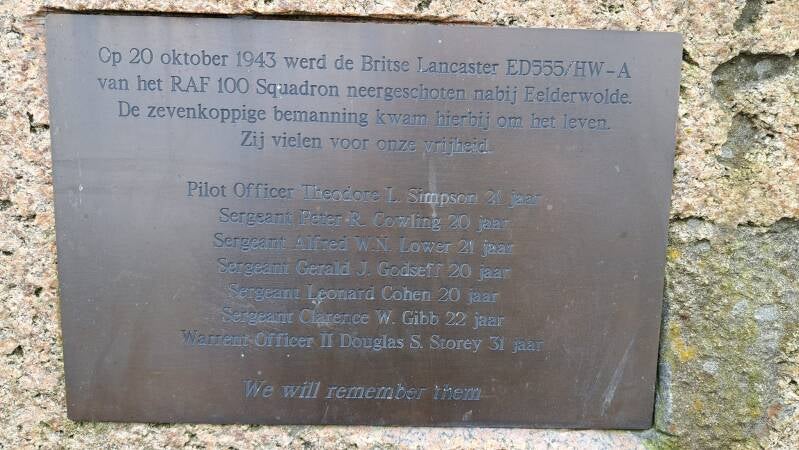 Op 20 oktober 1943 werd de Britse Lancaster ED555/HW-A
van het RAF 100 Squadron neergeschoten nabij Eelderwolde.
De zevenkoppige bemanning kwam hierbij om het leven.
Zij vielen voor onze vrijheid.
Pilot Officer Theodore L. Simpson 21 jaar
Sergeant Peter R. Cowling 20 jaar
Sergeant Alfred W.N. Lower 21 jaar
Sergeant Gerald J. Godseff 20 jaar
Sergeant Leonard Cohen 20 jaar
Sergeant Clarence W. Gibb 22 jaar
Warrent Officer II Douglas S. Storey 31 jaar
We will remember them